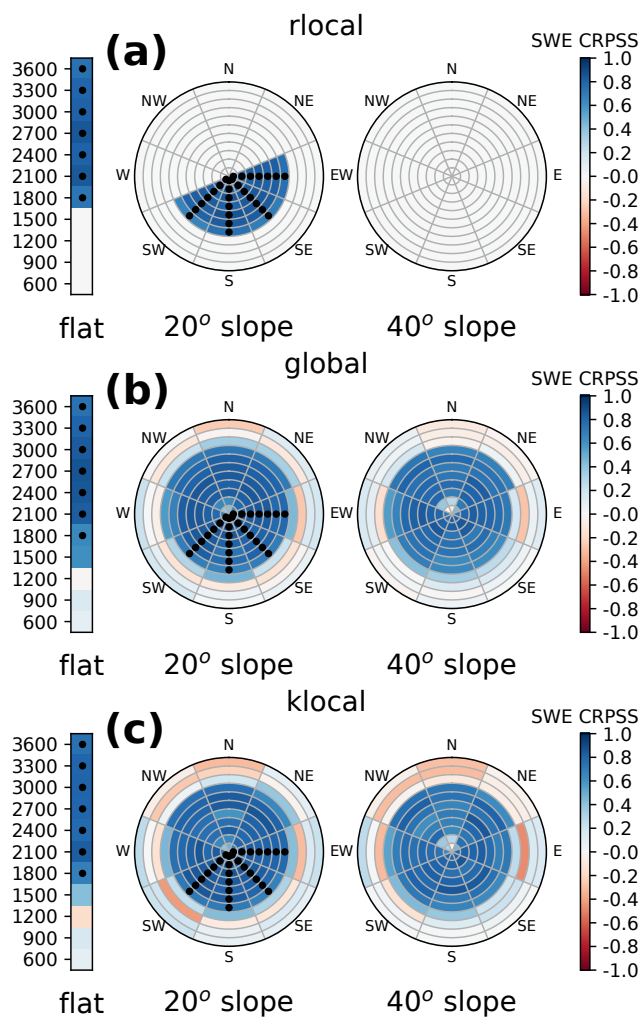 rlocal
(a)
SWE CRPSS
3600
3300
3000
2700
2400
2100
1800
1500
1200
900
600
flat
N
NE
E
SE
S
SW
W
NW
20° slope
N
NE
E
SE
S
SW
W
NW
40° slope
1.0
0.8
0.6
0.4
0.2
0.0
-0.2
-0.4
-0.6
-0.8
-1.0
global
(b)
SWE CRPSS
3600
3300
3000
2700
2400
2100
1800
1500
1200
900
600
flat
N
NE
E
SE
S
SW
W
NW
20° slope
N
NE
E
SE
S
SW
W
NW
40° slope
1.0
0.8
0.6
0.4
0.2
0.0
-0.2
-0.4
-0.6
-0.8
-1.0
klocal
(c)
SWE CRPSS
3600
3300
3000
2700
2400
2100
1800
1500
1200
900
600
flat
N
NE
E
SE
S
SW
W
NW
20° slope
N
NE
E
SE
S
SW
W
NW
40° slope
1.0
0.8
0.6
0.4
0.2
0.0
-0.2
-0.4
-0.6
-0.8
-1.0